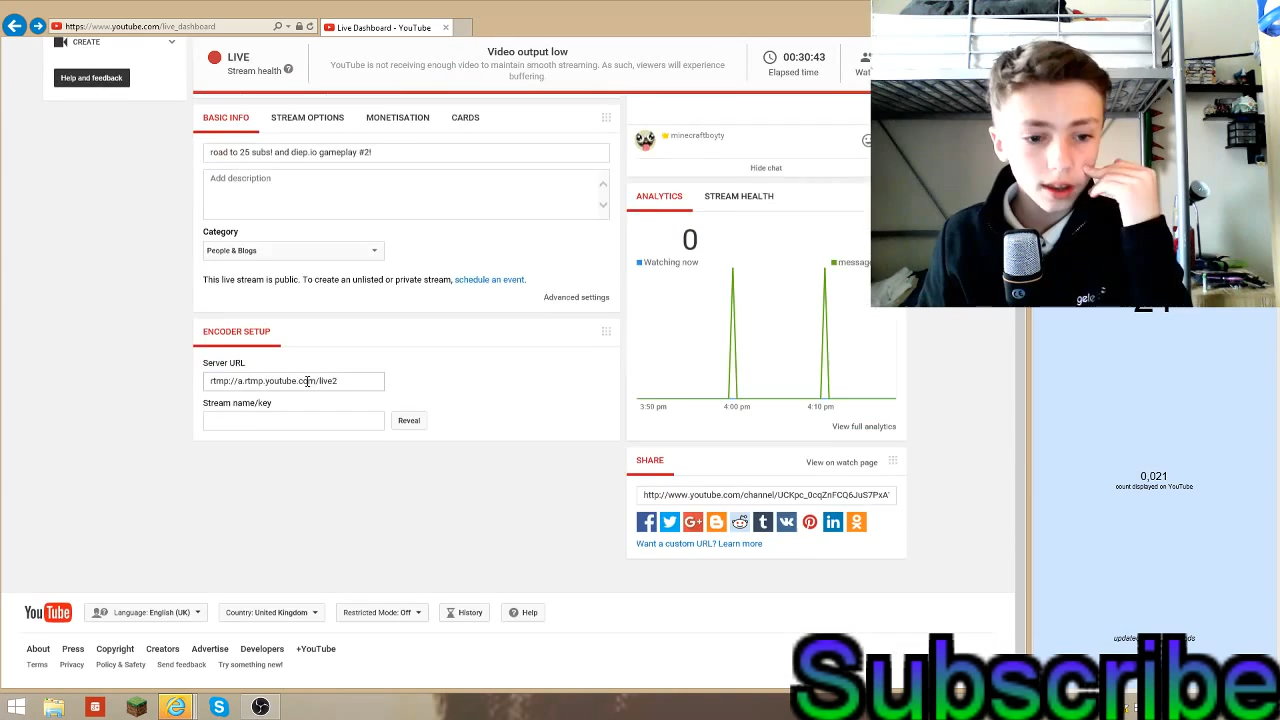 https://www.youtube.com/live_dashboard
Live Dashboard - YouTube
CREATE
Help and feedback
LIVE
Stream health
Video output low
YouTube is not receiving enough video to maintain smooth streaming. As such, viewers will experience
buffering.
00:30:43
Elapsed time
BASIC INFO
STREAM OPTIONS
MONETISATION
CARDS
road to 25 subs! and diep.io gameplay #2!
Add description
Category
People & Blogs
This live stream is public. To create an unlisted or private stream, schedule an event.
Advanced settings
ENCODER SETUP
Server URL
rtmp://a.rtmp.youtube.com/live2
Stream name/key
Reveal
minecraftboyty
Hide chat
ANALYTICS
STREAM HEALTH
0
Watching now
3:50 pm
4:00 pm
4:10 pm
View full analytics
SHARE
View on watch page
http://www.youtube.com/channel/UCKpc_0cqZnFCQ6JuS7PxA
Want a custom URL? Learn more
gele
0,021
count displayed on YouTube
YouTube
Language: English (UK)
Country: United Kingdom
Restricted Mode: Off
History
Help
About
Press
Copyright
Creators
Advertise
Developers
+YouTube
Terms
Privacy
Policy & Safety
Send feedback
Try something new!
Subscribe